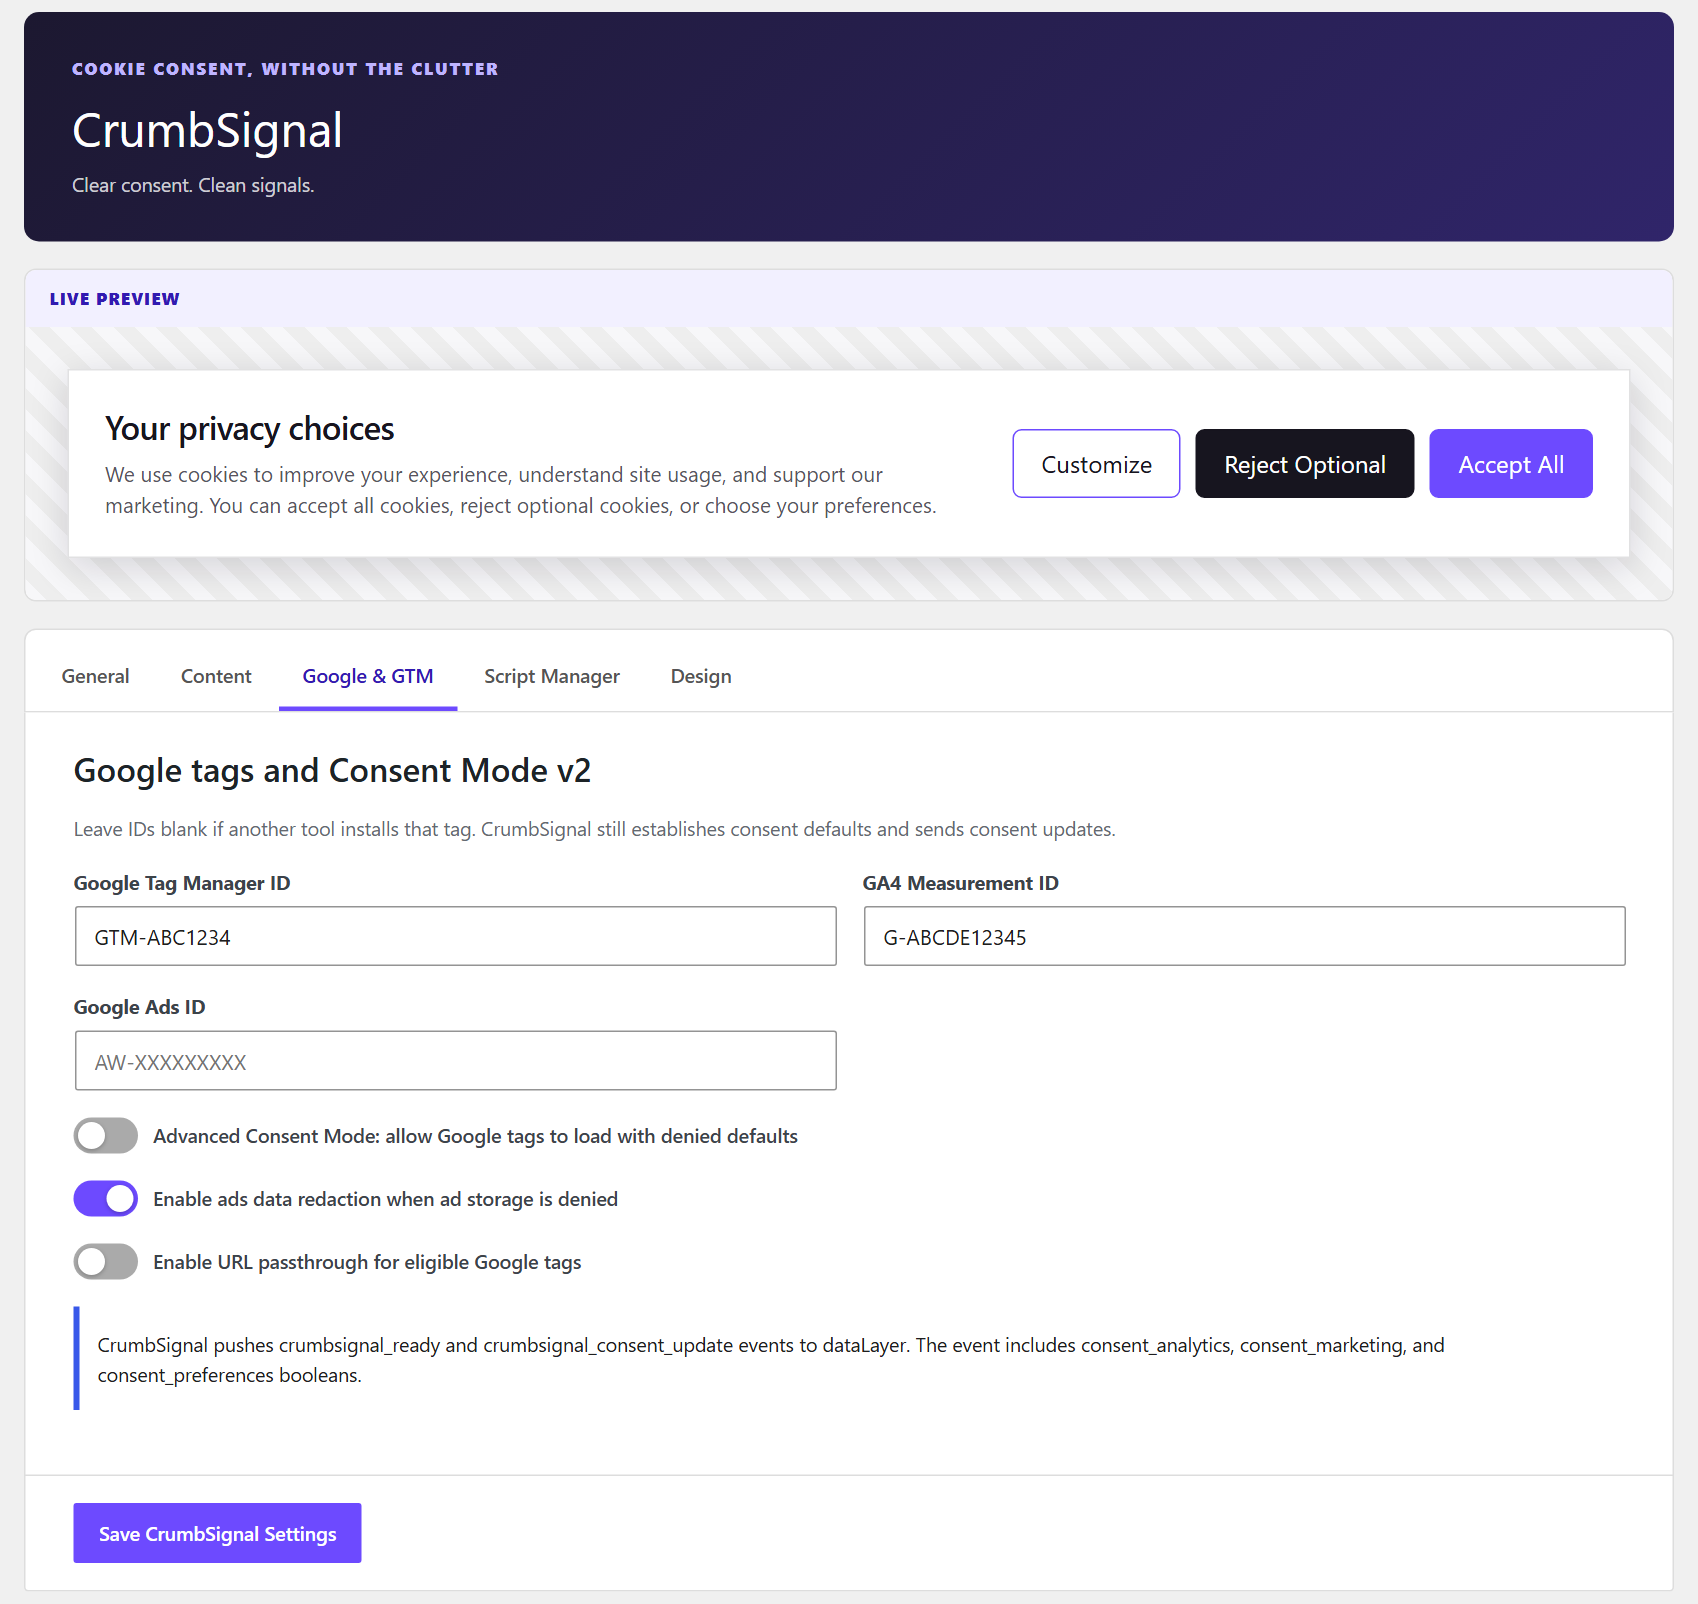 COOKIE CONSENT, WITHOUT THE CLUTTER
CrumbSignal
Clear consent. Clean signals.
LIVE PREVIEW
Your privacy choices
We use cookies to improve your experience, understand site usage, and support our
marketing. You can accept all cookies, reject optional cookies, or choose your preferences.
Customize
Reject Optional
Accept All
General
Content
Google & GTM
Script Manager
Design
Google tags and Consent Mode v2
Leave IDs blank if another tool installs that tag. CrumbSignal still establishes consent defaults and sends consent updates.
Google Tag Manager ID
GTM-ABC1234
GA4 Measurement ID
G-ABCDE12345
Google Ads ID
AW-XXXXXXXXX
Advanced Consent Mode: allow Google tags to load with denied defaults
Enable ads data redaction when ad storage is denied
Enable URL passthrough for eligible Google tags
CrumbSignal pushes crumbsignal_ready and crumbsignal_consent_update events to dataLayer. The event includes consent_analytics, consent_marketing, and
consent_preferences booleans.
Save CrumbSignal Settings